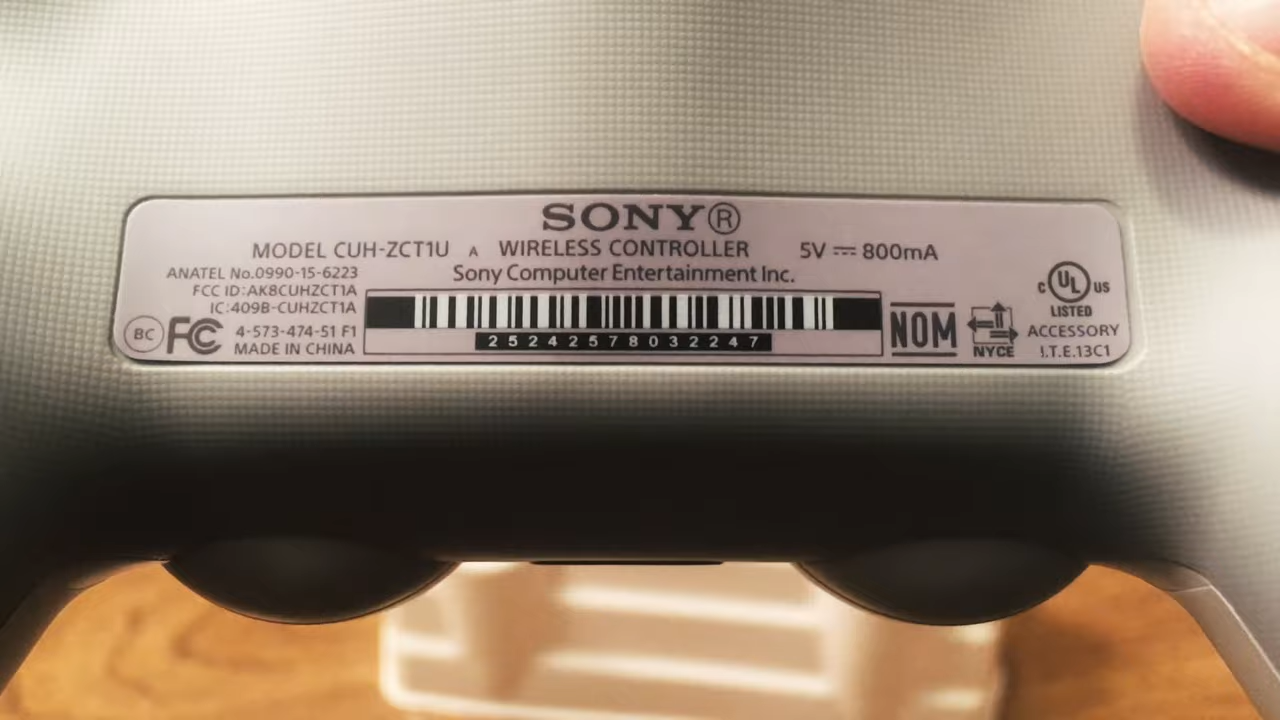 SONY®
MODEL CUH-ZCT1U A WIRELESS CONTROLLER 5V ⎓ 800mA
Sony Computer Entertainment Inc.
ANATEL No.0990-15-6223
FCC ID:AK8CUHZCT1A
IC:409B-CUHZCT1A
BC FC 4-573-474-51 F1
MADE IN CHINA
25242578032247
NOM
NYCE
c UL US
LISTED
ACCESSORY
I.T.E.13C1